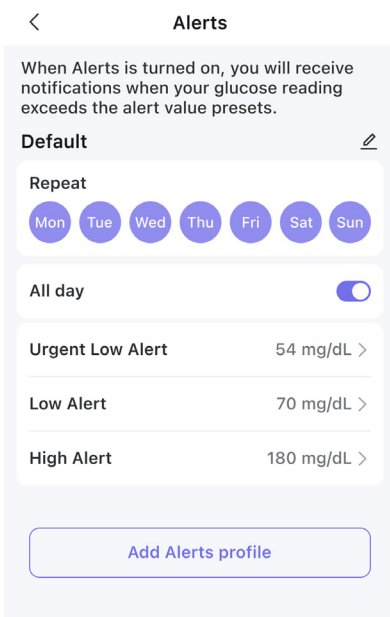 Alerts
When Alerts is turned on, you will receive
notifications when your glucose reading
exceeds the alert value presets.
Default
Repeat
Mon Tue Wed Thu Fri Sat Sun
All day
Urgent Low Alert 54 mg/dL
Low Alert 70 mg/dL
High Alert 180 mg/dL
Add Alerts profile